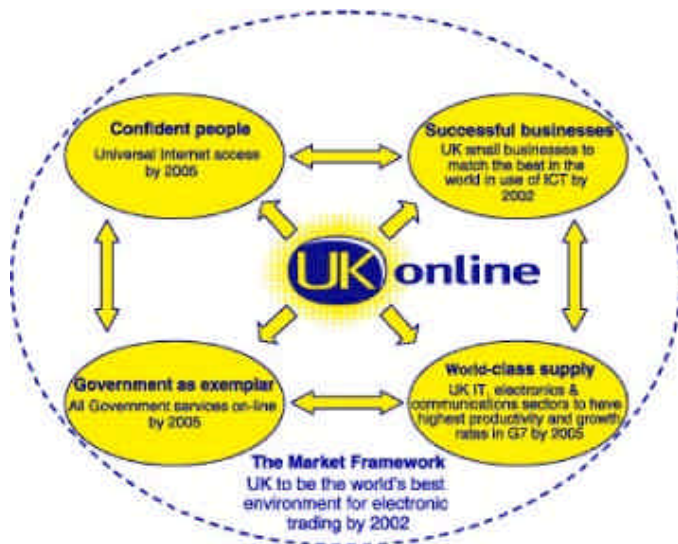 Confident people
Universal Internet access
by 2005
Successful businesses
UK small businesses to
match the best in the
world in use of ICT by
2002
UK online
Government as exemplar
All Government services on-line
by 2005
World-class supply
UK IT, electronics &
communications sectors to have
highest productivity and growth
rates in G7 by 2005
The Market Framework
UK to be the world's best
environment for electronic
trading by 2002